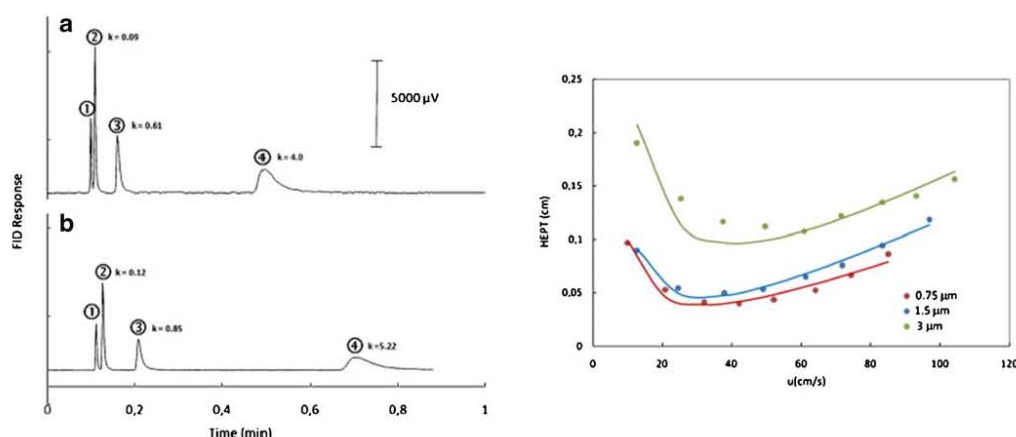 a
②
k = 0.09
①
③
k = 0.61
④
k = 4.0
5000 µV
b
②
k = 0.12
①
③
k = 0.85
④
k=5.22
FID Response
0
0,2
0,4
0,6
0,8
1
Time (min)
0,25
0,2
0,15
0,1
0,05
0
HEPT (cm)
0
20
40
60
80
100
120
u(cm/s)
0.75 µm
1.5 µm
3 µm